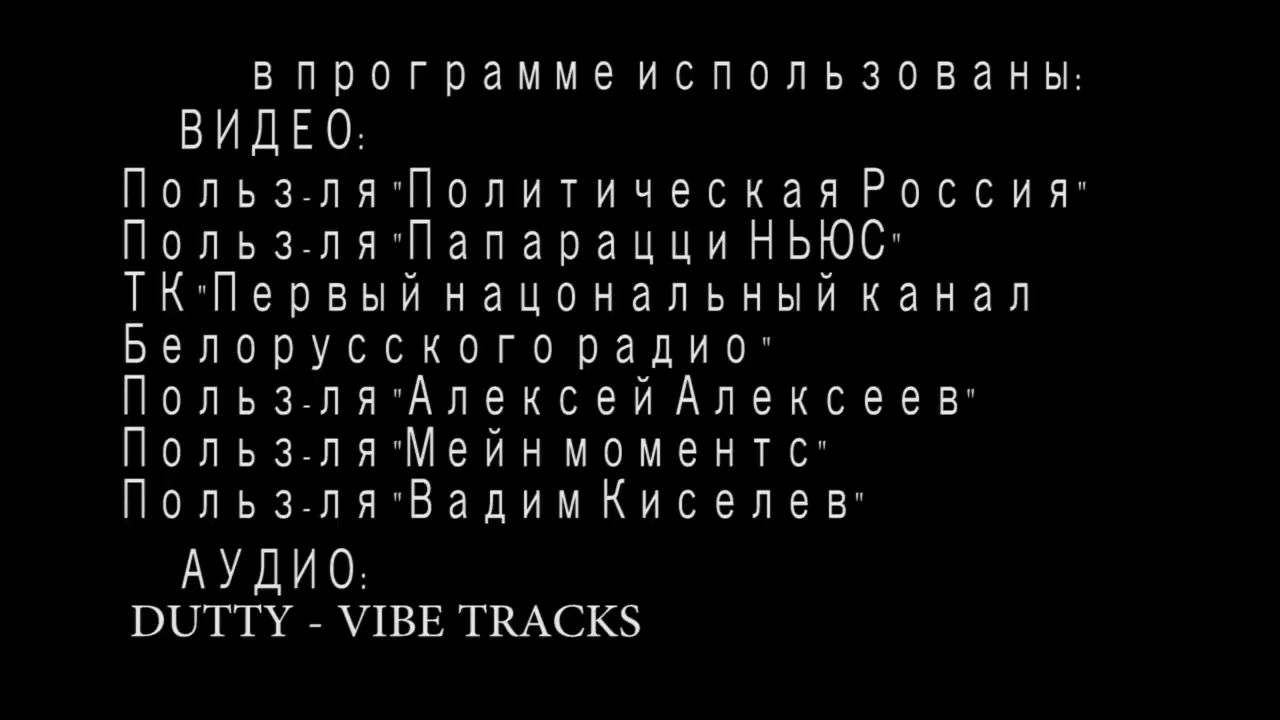 в программе использованы:
ВИДЕО:
Польз-ля "Политическая Россия"
Польз-ля "Папарацци НЬЮС"
ТК "Первый нацональный канал
Белорусского радио"
Польз-ля "Алексей Алексеев"
Польз-ля "Мейн моментс"
Польз-ля "Вадим Киселев"
АУДИО:
DUTTY - VIBE TRACKS